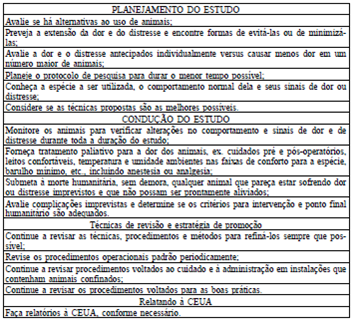 PLANEJAMENTO DO ESTUDO
Avalie se há alternativas ao uso de animais;
Preveja a extensão da dor e do distresse e encontre formas de evitá-las ou de minimizá-
las;
Avalie a dor e o distresse antecipados individualmente versus causar menos dor em um
número maior de animais;
Planeje o protocolo de pesquisa para durar o menor tempo possível;
Conheça a espécie a ser utilizada, o comportamento normal dela e seus sinais de dor ou
distresse;
Considere se as técnicas propostas são as melhores possíveis.
CONDUÇÃO DO ESTUDO
Monitore os animais para verificar alterações no comportamento e sinais de dor e de
distresse durante toda a duração do estudo;
Forneça tratamento paliativo para a dor dos animais, ex. cuidados pré e pós-operatórios,
leitos confortáveis, temperatura e umidade ambientes nas faixas de conforto para a espécie,
barulho mínimo, etc., incluindo anestesia ou analgesia;
Submeta à morte humanitária, sem demora, qualquer animal que pareça estar sofrendo dor
ou distresse imprevistos e que não possam ser prontamente aliviados;
Avalie complicações imprevistas e determine se os critérios para intervenção e ponto final
humanitário são adequados.
Técnicas de revisão e estratégia de promoção
Continue a revisar as técnicas, procedimentos e métodos para refiná-los sempre que pos-
sível;
Revise os procedimentos operacionais padrão periodicamente;
Continue a revisar procedimentos voltados ao cuidado e à administração em instalações que
contenham animais confinados;
Continue a revisar os procedimentos voltados para as boas práticas.
Relatando à CEUA
Faça relatórios à CEUA, conforme necessário.